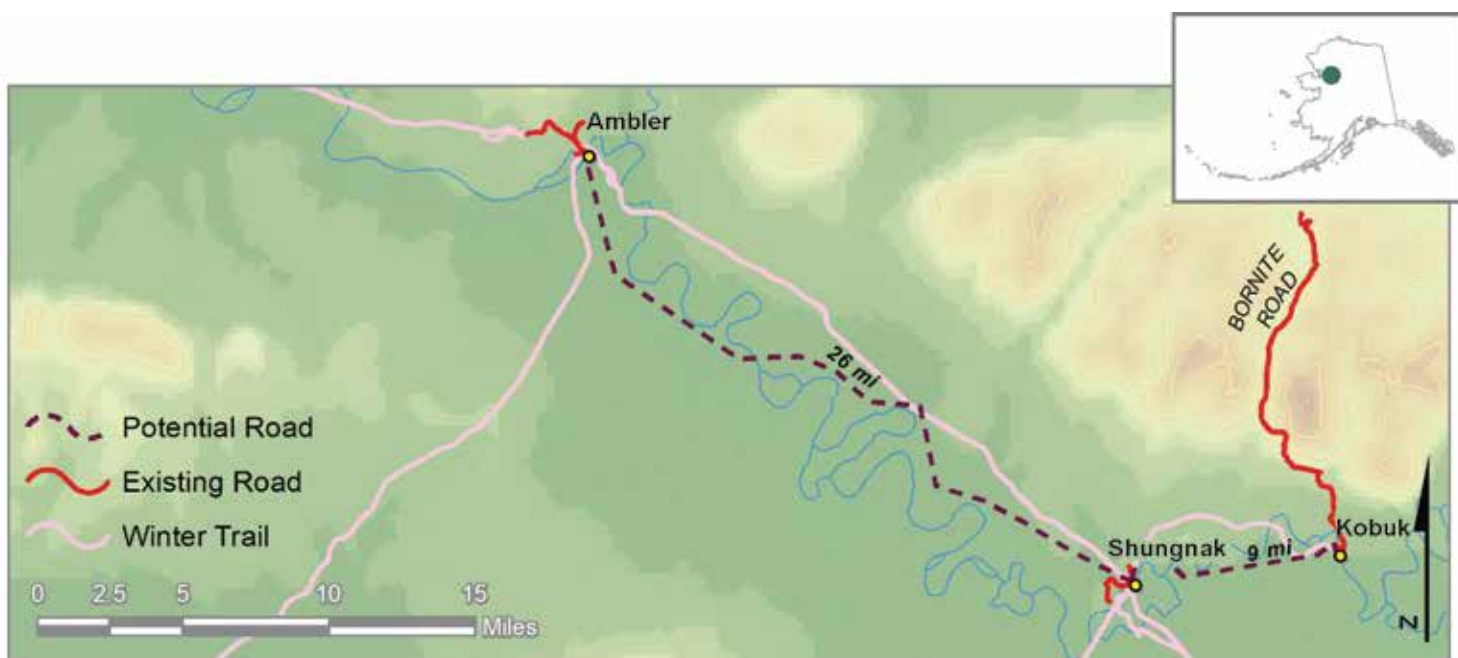 Ambler
BORNITE
ROAD
26 mi
Potential Road
Existing Road
Winter Trail
Shungnak
Kobuk
9 mi
0 2.5 5 10 15
Miles
N